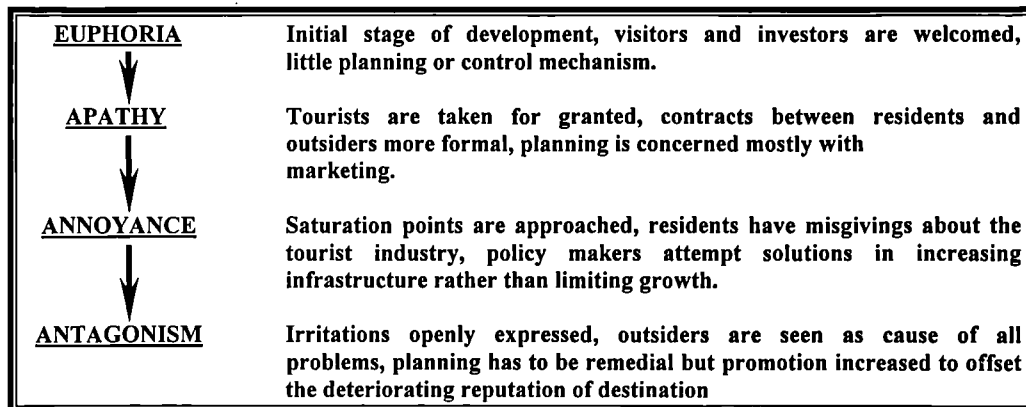 EUPHORIA Initial stage of development, visitors and investors are welcomed,
little planning or control mechanism.
APATHY Tourists are taken for granted, contracts between residents and
outsiders more formal, planning is concerned mostly with
marketing.
ANNOYANCE Saturation points are approached, residents have misgivings about the
tourist industry, policy makers attempt solutions in increasing
infrastructure rather than limiting growth.
ANTAGONISM Irritations openly expressed, outsiders are seen as cause of all
problems, planning has to be remedial but promotion increased to offset
the deteriorating reputation of destination